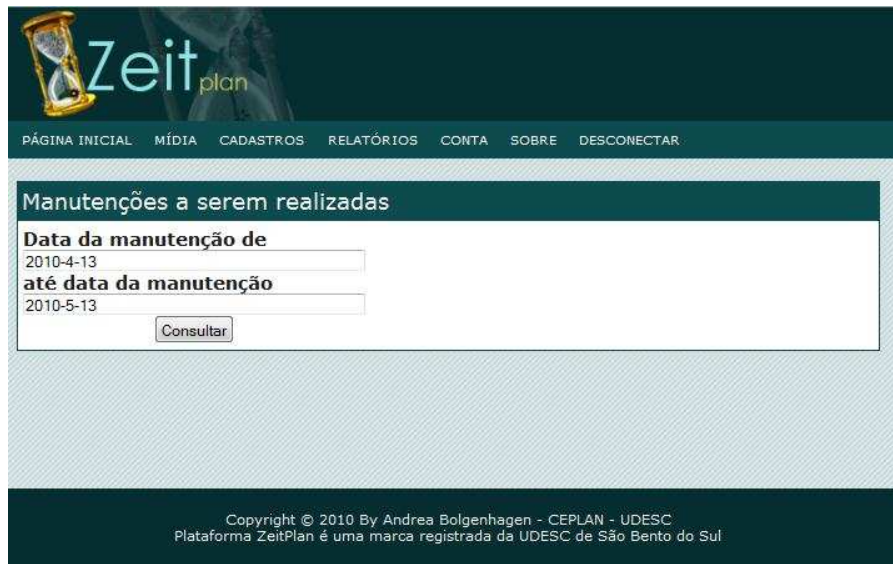 Zeit plan
PÁGINA INICIAL MÍDIA CADASTROS RELATÓRIOS CONTA SOBRE DESCONECTAR
Manutenções a serem realizadas
Data da manutenção de
2010-4-13
até data da manutenção
2010-5-13
Consultar
Copyright © 2010 By Andrea Bolgenhagen - CEPLAN - UDESC
Plataforma ZeitPlan é uma marca registrada da UDESC de São Bento do Sul